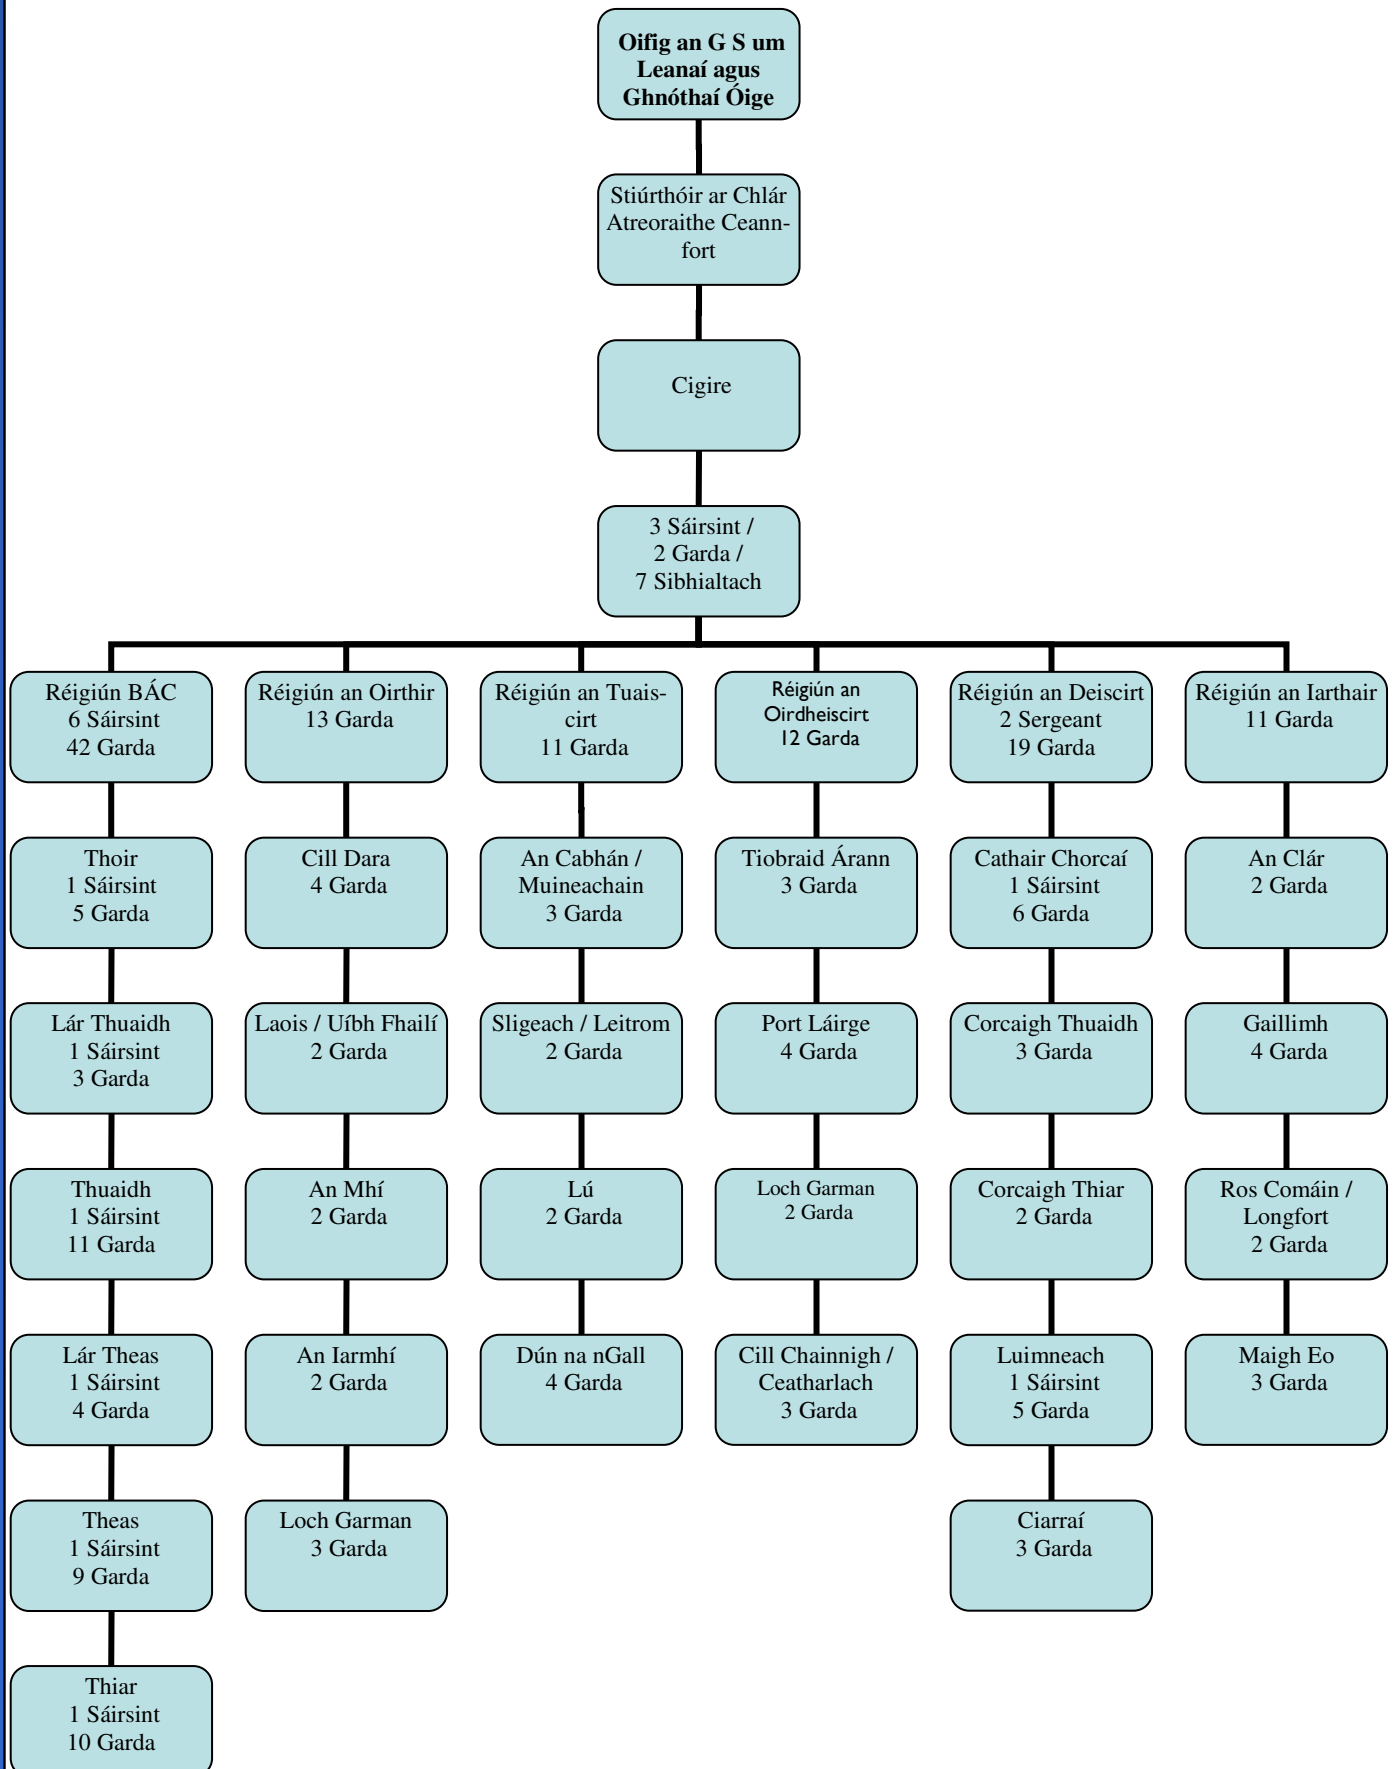 Oifig an G S um
Leanaí agus
Ghnóthaí Óige
Stiúrthóir ar Chlár
Atreoraithe Ceann-
fort
Cigire
3 Sáirsint /
2 Garda /
7 Sibhialtach
Réigiún BÁC
6 Sáirsint
42 Garda
Thoir
1 Sáirsint
5 Garda
Lár Thuaidh
1 Sáirsint
3 Garda
Thuaidh
1 Sáirsint
11 Garda
Lár Theas
1 Sáirsint
4 Garda
Theas
1 Sáirsint
9 Garda
Thiar
1 Sáirsint
10 Garda
Réigiún an Oirthir
13 Garda
Cill Dara
4 Garda
Laois / Uíbh Fhailí
2 Garda
An Mhí
2 Garda
An Iarmhí
2 Garda
Loch Garman
3 Garda
Réigiún an Tuais-
cirt
11 Garda
An Cabhán /
Muineachain
3 Garda
Sligeach / Leitrom
2 Garda
Lú
2 Garda
Dún na nGall
4 Garda
Réigiún an
Oirdheiscirt
12 Garda
Tiobraid Árann
3 Garda
Port Láirge
4 Garda
Loch Garman
2 Garda
Cill Chainnigh /
Ceatharlach
3 Garda
Réigiún an Deiscirt
2 Sergeant
19 Garda
Cathair Chorcaí
1 Sáirsint
6 Garda
Corcaigh Thuaidh
3 Garda
Corcaigh Thiar
2 Garda
Luimneach
1 Sáirsint
5 Garda
Ciarraí
3 Garda
Réigiún an Iarthair
11 Garda
An Clár
2 Garda
Gaillimh
4 Garda
Ros Comáin /
Longfort
2 Garda
Maigh Eo
3 Garda